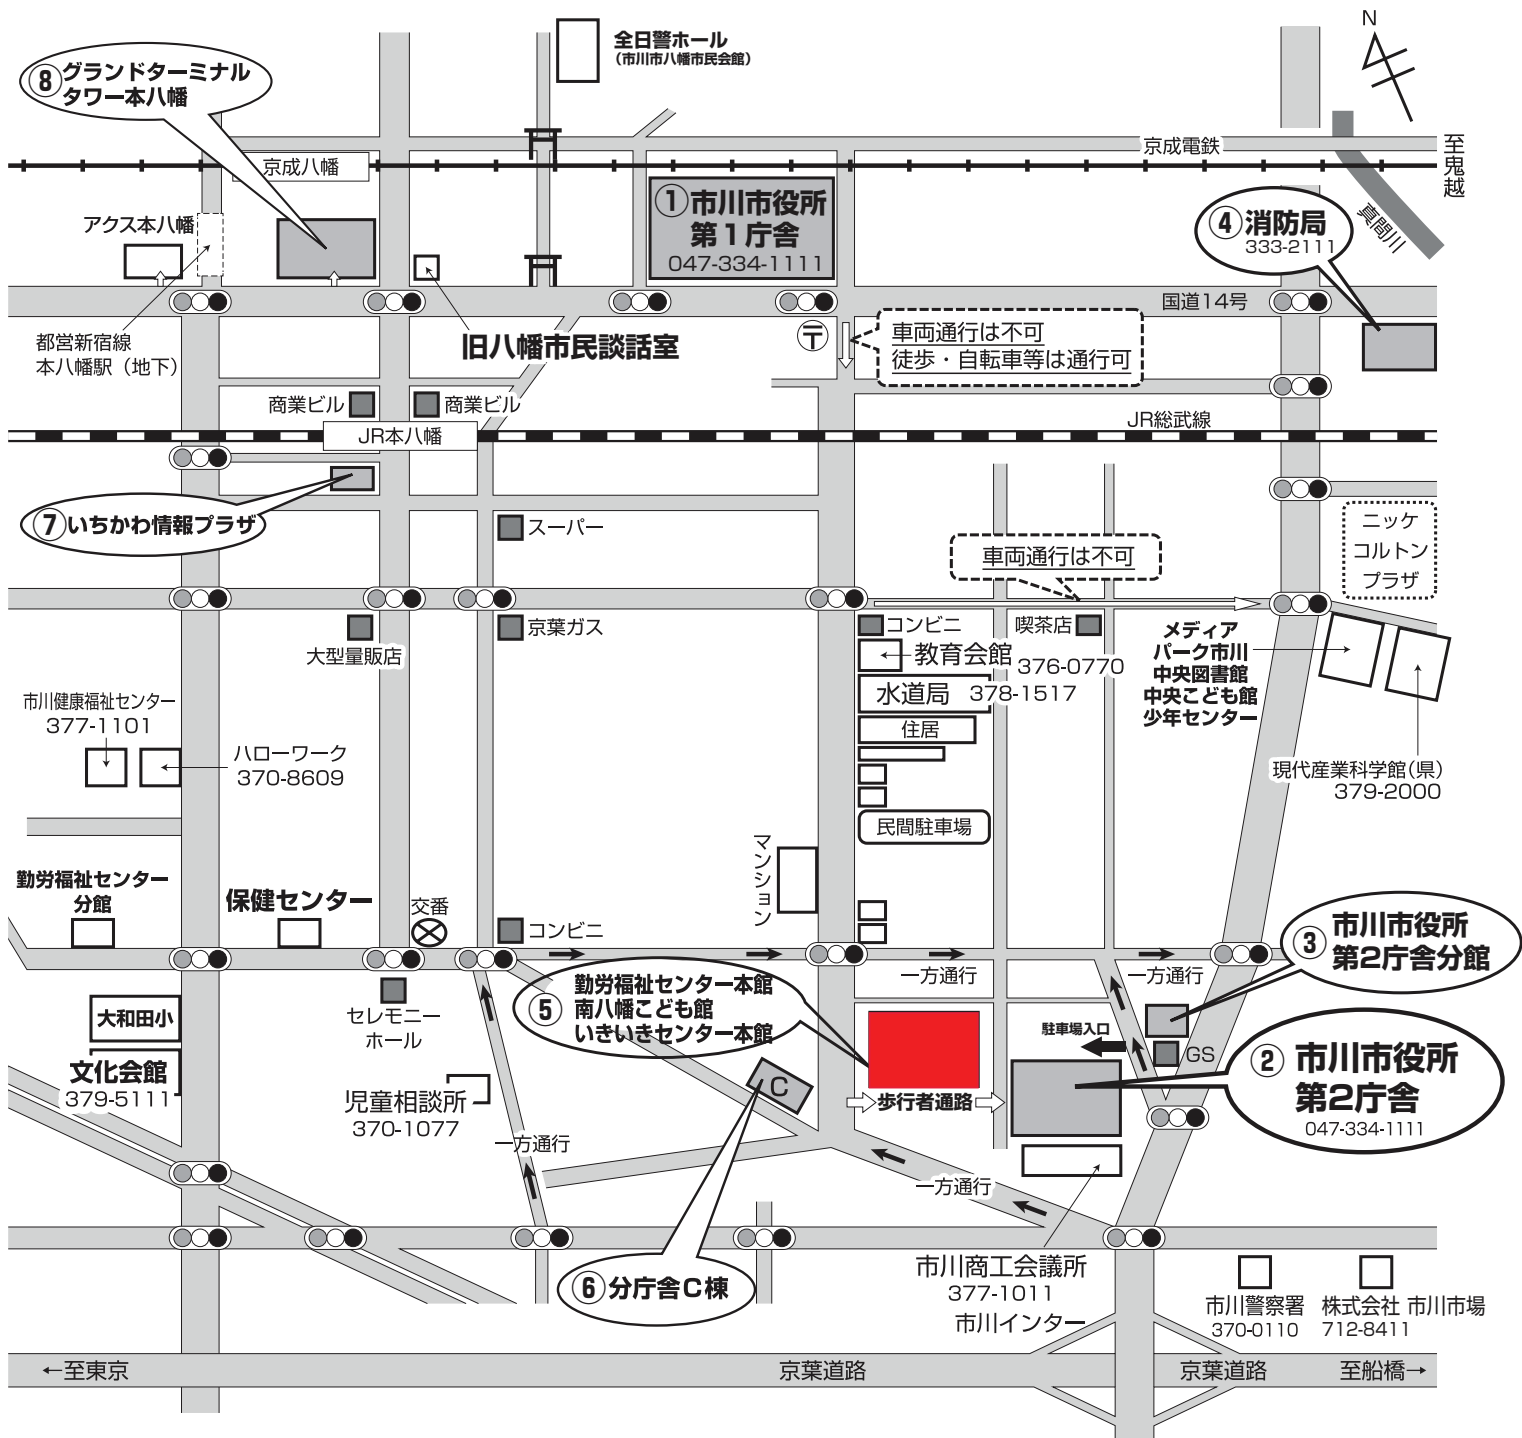 N
全日警ホール
(市川市八幡市民会館)
⑧ グランドターミナル
タワー本八幡
京成八幡
京成電鉄
至鬼越
真間川
アクス本八幡
① 市川市役所
第1庁舎
047-334-1111
④ 消防局
333-2111
国道14号
都営新宿線
本八幡駅（地下）
旧八幡市民談話室
〒
車両通行は不可
徒歩・自転車等は通行可
商業ビル
商業ビル
JR本八幡
JR総武線
⑦ いちかわ情報プラザ
スーパー
ニッケ
コルトン
プラザ
車両通行は不可
大型量販店
京葉ガス
コンビニ
喫茶店
教育会館 376-0770
水道局 378-1517
住居
メディア
パーク市川
中央図書館
中央こども館
少年センター
市川健康福祉センター
377-1101
ハローワーク
370-8609
現代産業科学館(県)
379-2000
民間駐車場
マンション
勤労福祉センター
分館
保健センター
交番
コンビニ
一方通行
一方通行
③ 市川市役所
第2庁舎分館
⑤ 勤労福祉センター本館
南八幡こども館
いきいきセンター本館
大和田小
セレモニー
ホール
駐車場入口
GS
② 市川市役所
第2庁舎
047-334-1111
文化会館
379-5111
児童相談所
370-1077
C
歩行者通路
一方通行
一方通行
⑥ 分庁舎C棟
市川商工会議所
377-1011
市川インター
市川警察署
370-0110
株式会社 市川市場
712-8411
←至東京
京葉道路
京葉道路
至船橋→